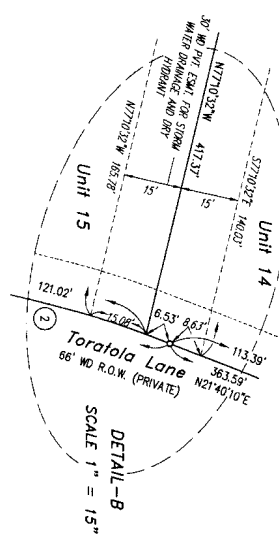 30' WD PVT. ESMT. FOR STORM
WATER DRAINAGE AND DRY
HYDRANT
N77°10'32"W 417.37'
N77°10'32"W 165.78'
S77°10'32"E 140.03'
15'
15'
Unit 15
Unit 14
121.02'
15.08'
6.53'
8.63'
113.39'
2
Toratola Lane
66' WD R.O.W. (PRIVATE)
363.59'
N21°40'10"E
DETAIL-B
SCALE 1" = 15"